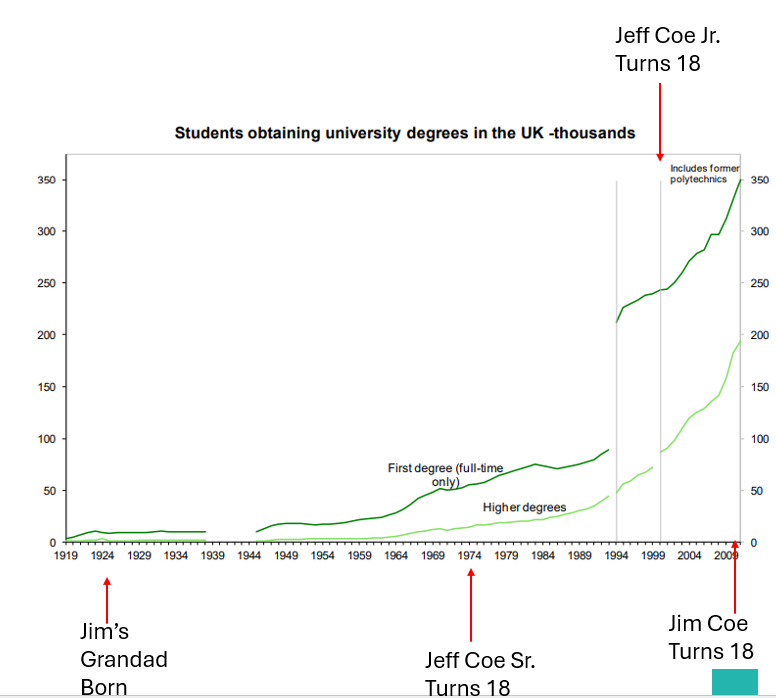 Jeff Coe Jr.
Turns 18
Students obtaining university degrees in the UK -thousands
Includes former
polytechnics
350 350
300 300
250 250
200 200
150 150
100 100
First degree (full-time
only)
50 50
Higher degrees
0 0
1919 1924 1929 1934 1939 1944 1949 1954 1959 1964 1969 1974 1979 1984 1989 1994 1999 2004 2009
Jim's
Grandad
Born
Jeff Coe Sr.
Turns 18
Jim Coe
Turns 18